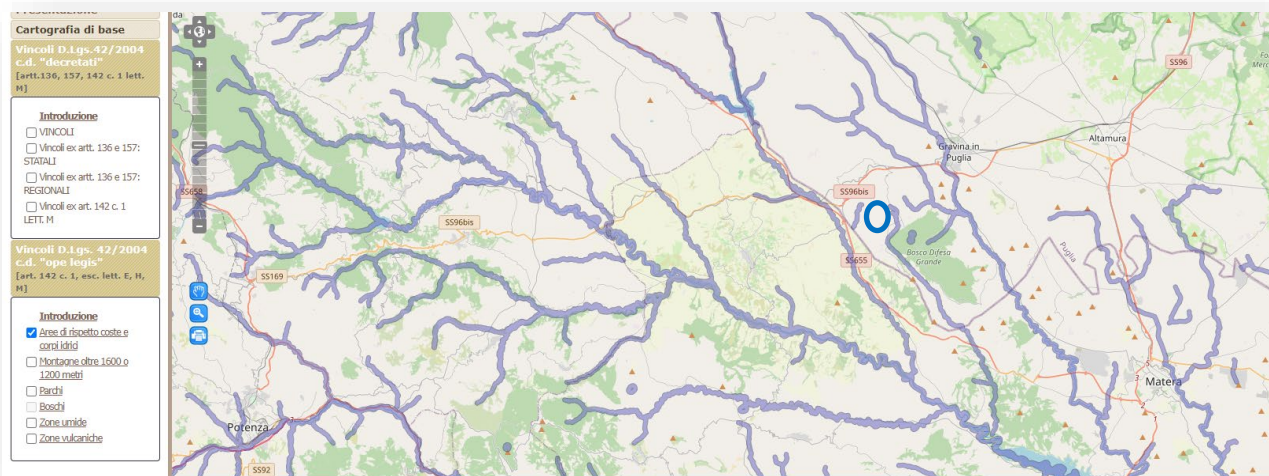 Cartografia di base
Vincoli D.Lgs.42/2004
c.d. "decretati"
[artt.136, 157, 142 c. 1 lett.
M]
Introduzione
VINCOLI
Vincoli ex artt. 136 e 157:
STATALI
Vincoli ex artt. 136 e 157:
REGIONALI
Vincoli ex art. 142 c. 1
LETT. M
Vincoli D.Lgs. 42/2004
c.d. "ope legis"
[art. 142 c. 1, esc. lett. E, H,
M]
Introduzione
Aree di rispetto coste e
corpi idrici
Montagne oltre 1600 o
1200 metri
Parchi
Boschi
Zone umide
Zone vulcaniche
SS96
Altamura
Gravina in
Puglia
SS96bis
SS658
SS96bis
Bosco Difesa
Grande
Puglia
SS655
SS169
Matera
Potenza
SS92